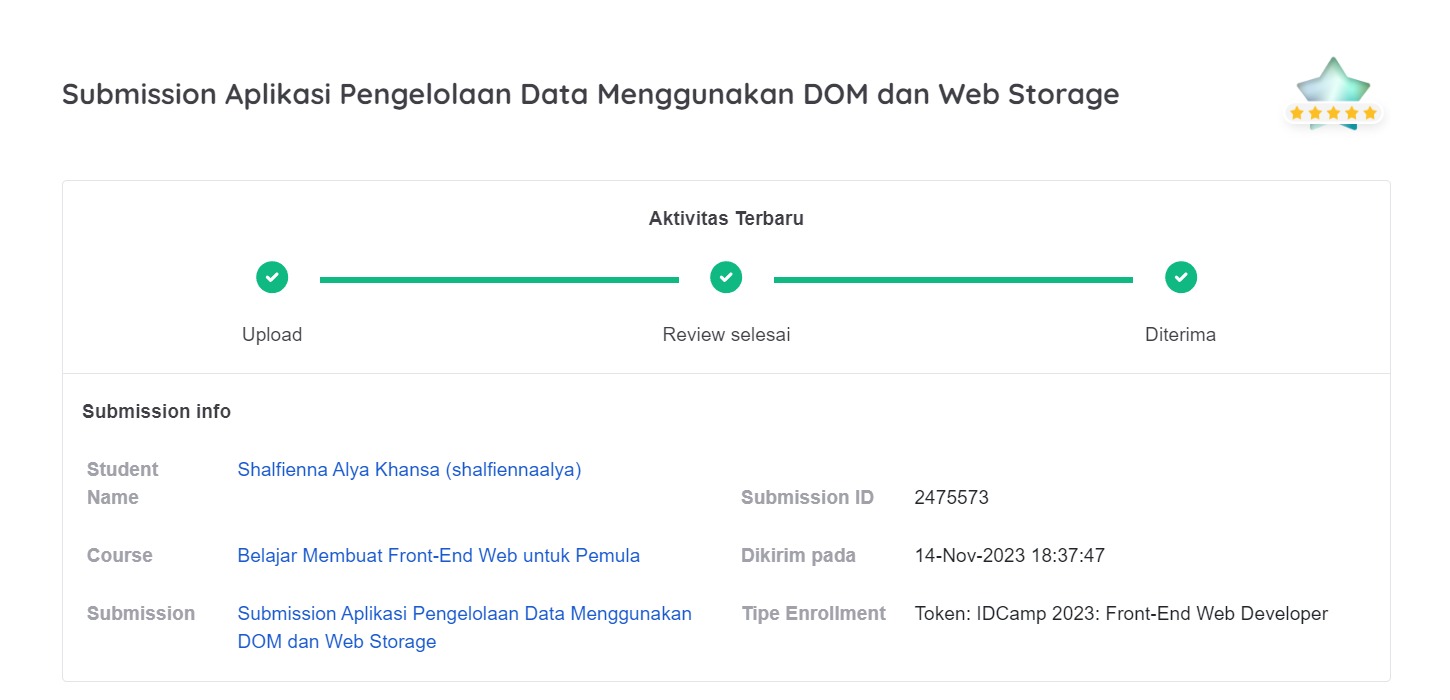 Submission Aplikasi Pengelolaan Data Menggunakan DOM dan Web Storage
Aktivitas Terbaru
Upload
Review selesai
Diterima
Submission info
Student
Name
Shalfienna Alya Khansa (shalfiennaalya)
Submission ID
2475573
Course
Belajar Membuat Front-End Web untuk Pemula
Dikirim pada
14-Nov-2023 18:37:47
Submission
Submission Aplikasi Pengelolaan Data Menggunakan
DOM dan Web Storage
Tipe Enrollment
Token: IDCamp 2023: Front-End Web Developer